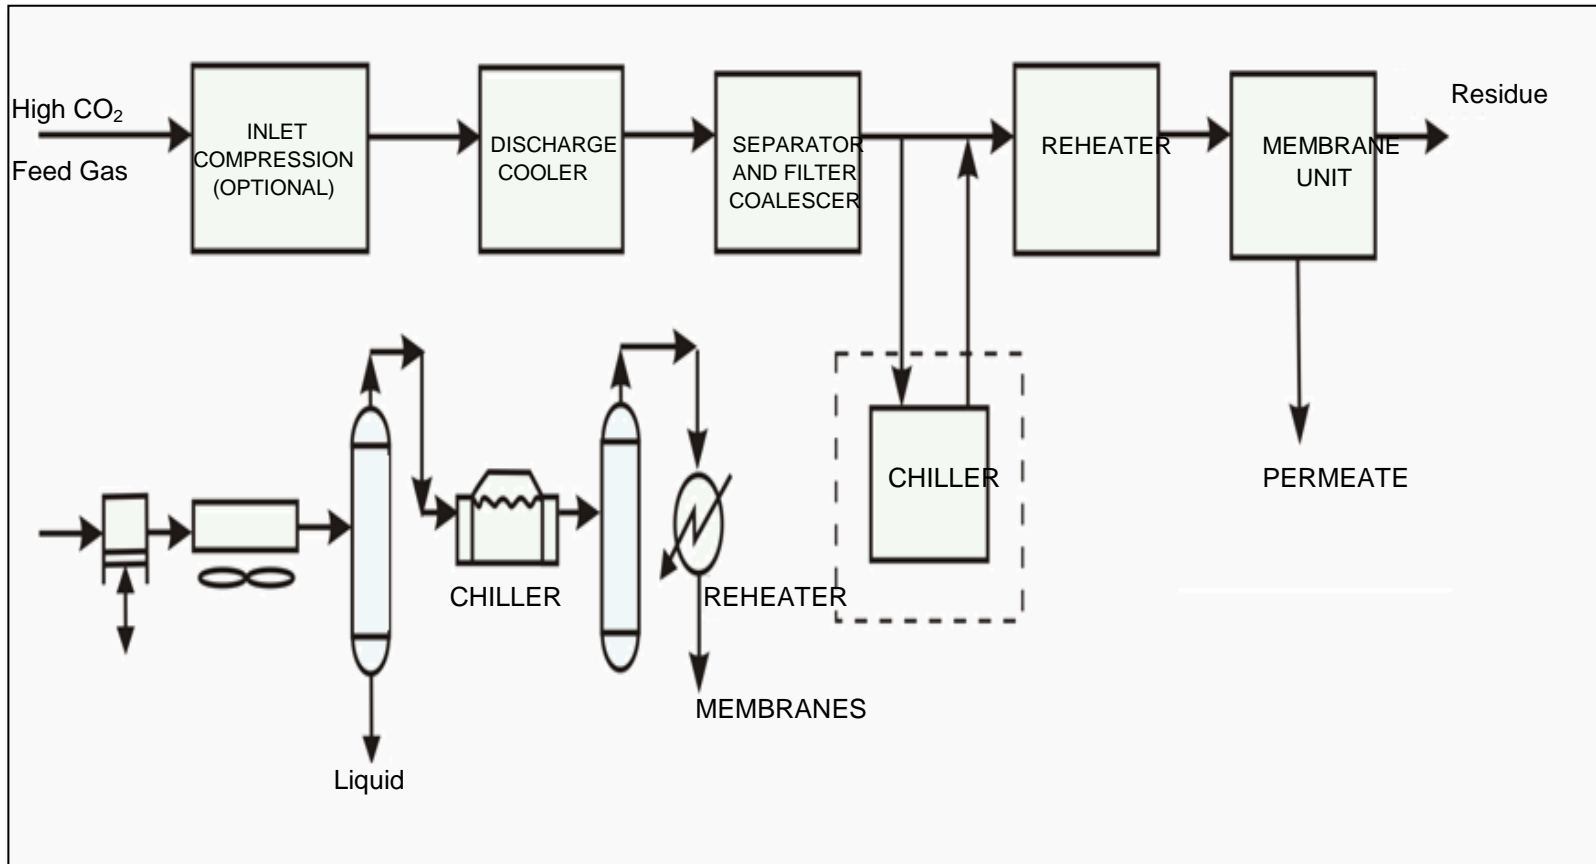 High CO₂
Feed Gas
INLET
COMPRESSION
(OPTIONAL)
DISCHARGE
COOLER
SEPARATOR
AND FILTER
COALESCER
REHEATER
MEMBRANE
UNIT
Residue
CHILLER
PERMEATE
CHILLER
REHEATER
MEMBRANES
Liquid